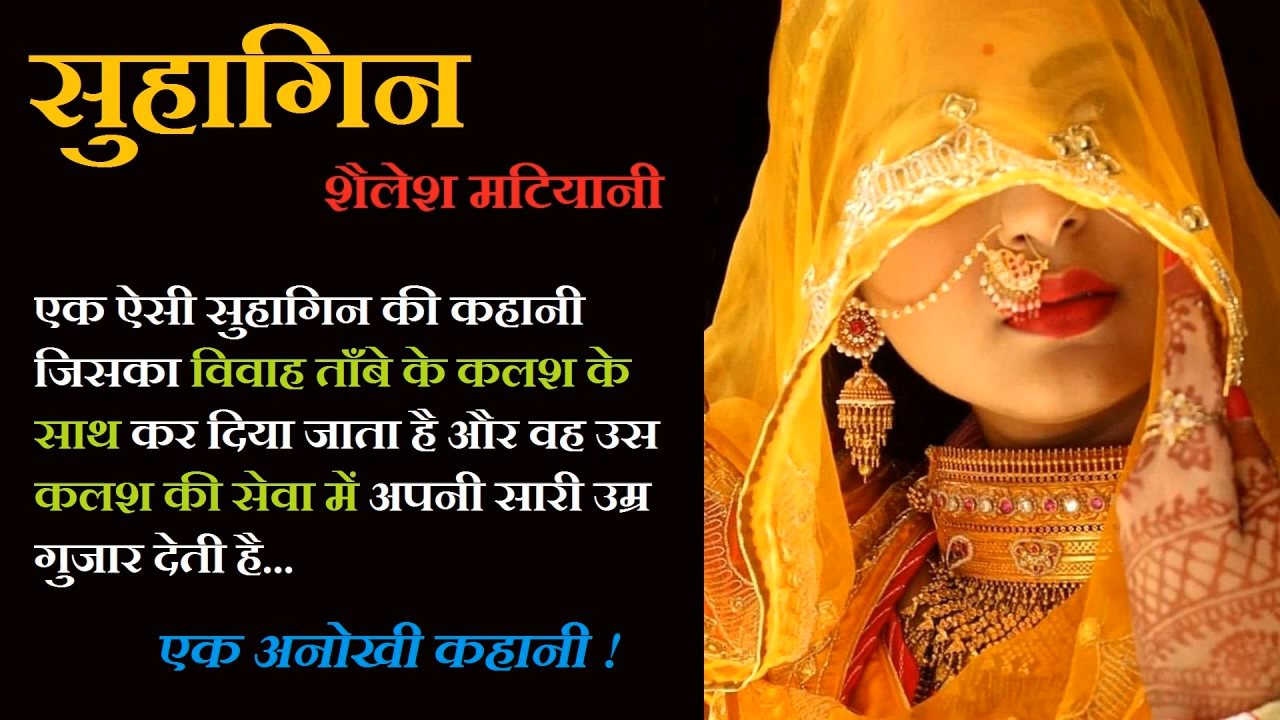 सुहागिन
शैलेश मटियानी
एक ऐसी सुहागिन की कहानी
जिसका विवाह ताँबे के कलश के
साथ कर दिया जाता है और वह उस
कलश की सेवा में अपनी सारी उम्र
गुजार देती है...
एक अनोखी कहानी !